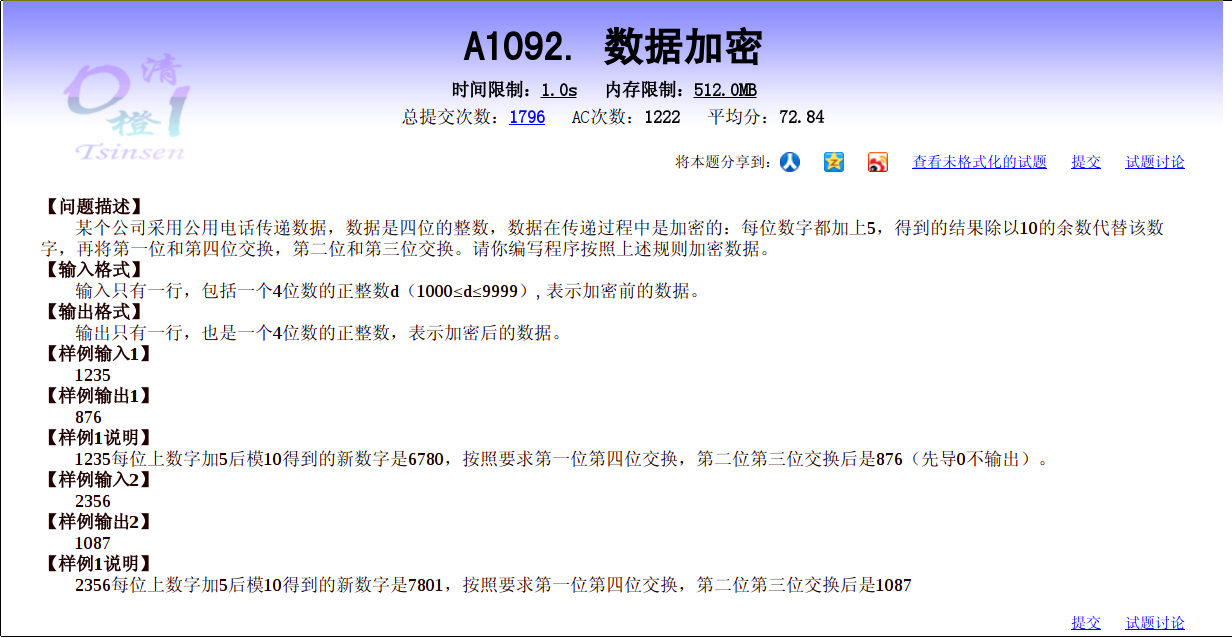 A1092. 数据加密
时间限制：1.0s 内存限制：512.0MB
总提交次数：1796 AC次数：1222 平均分：72.84
清
橙
Tsinsen
将本题分享到： 查看未格式化的试题 提交 试题讨论
【问题描述】
某个公司采用公用电话传递数据，数据是四位的整数，数据在传递过程中是加密的：每位数字都加上5，得到的结果除以10的余数代替该数
字，再将第一位和第四位交换，第二位和第三位交换。请你编写程序按照上述规则加密数据。
【输入格式】
输入只有一行，包括一个4位数的正整数d（1000≤d≤9999）, 表示加密前的数据。
【输出格式】
输出只有一行，也是一个4位数的正整数，表示加密后的数据。
【样例输入1】
1235
【样例输出1】
876
【样例1说明】
1235每位上数字加5后模10得到的新数字是6780，按照要求第一位第四位交换，第二位第三位交换后是876（先导0不输出）。
【样例输入2】
2356
【样例输出2】
1087
【样例1说明】
2356每位上数字加5后模10得到的新数字是7801，按照要求第一位第四位交换，第二位第三位交换后是1087
提交 试题讨论